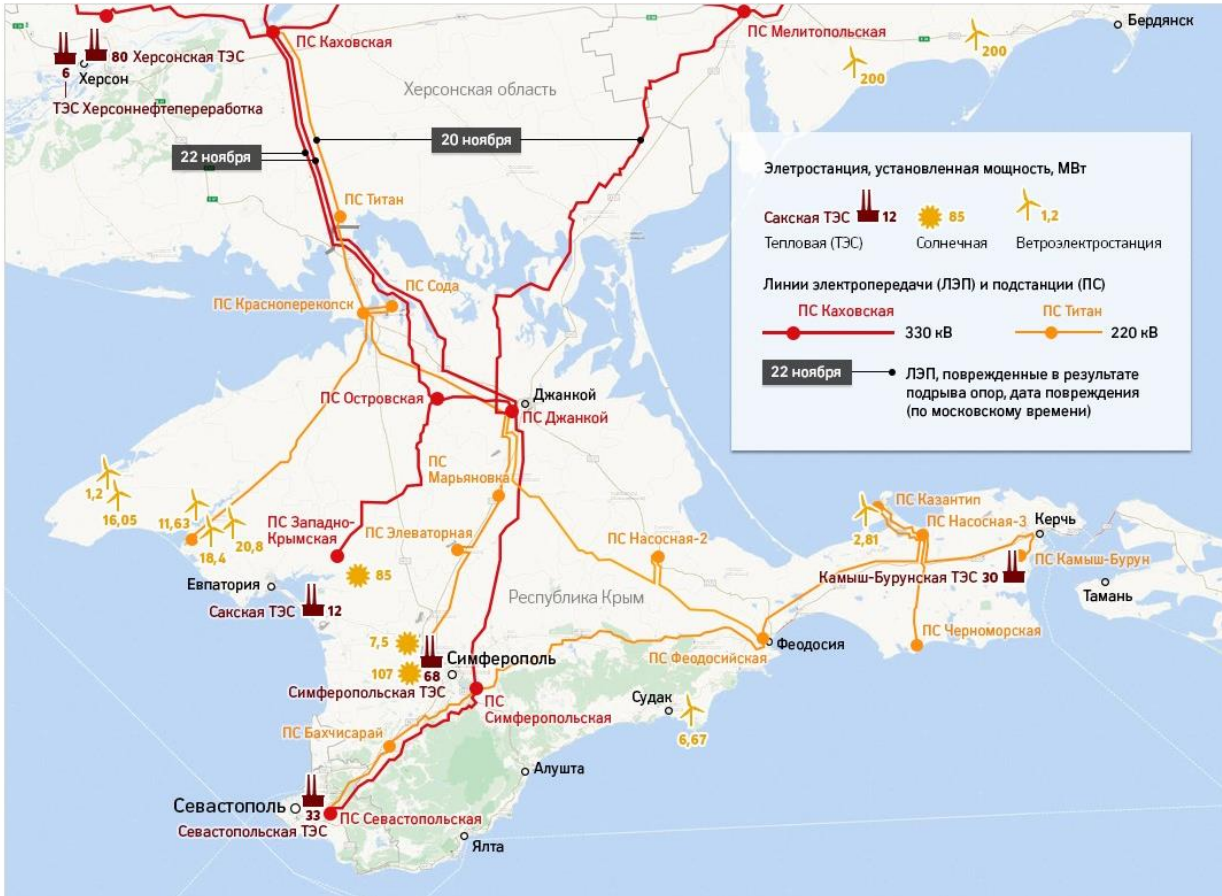 Бердянск
ПС Каховская
ПС Мелитопольская
80 Херсонская ТЭС
6
Херсон
ТЭС Херсоннефтепереработка
200
200
Херсонская область
20 ноября
22 ноября
Элетростанция, установленная мощность, МВт
Сакская ТЭС 12
85
1,2
Тепловая (ТЭС)
Солнечная
Ветроэлектростанция
Линии электропередачи (ЛЭП) и подстанции (ПС)
ПС Каховская
330 кВ
ПС Титан
220 кВ
22 ноября
ЛЭП, поврежденные в результате
подрыва опор, дата повреждения
(по московскому времени)
ПС Титан
ПС Сода
ПС Красноперекопск
ПС Островская
Джанкой
ПС Джанкой
ПС
Марьяновка
1,2
16,05
11,63
18,4
20,8
ПС Западно-
Крымская
ПС Элеваторная
ПС Насосная-2
ПС Казантип
2,81
ПС Насосная-3
Керчь
ПС Камыш-Бурун
Камыш-Бурунская ТЭС 30
Тамань
Евпатория
85
Сакская ТЭС
12
Республика Крым
7,5
107
68
Симферополь
Симферопольская ТЭС
ПС Феодосийская
Феодосия
ПС Черноморская
ПС
Симферопольская
Судак
6,67
ПС Бахчисарай
Алушта
Севастополь
33
Севастопольская ТЭС
ПС Севастопольская
Ялта